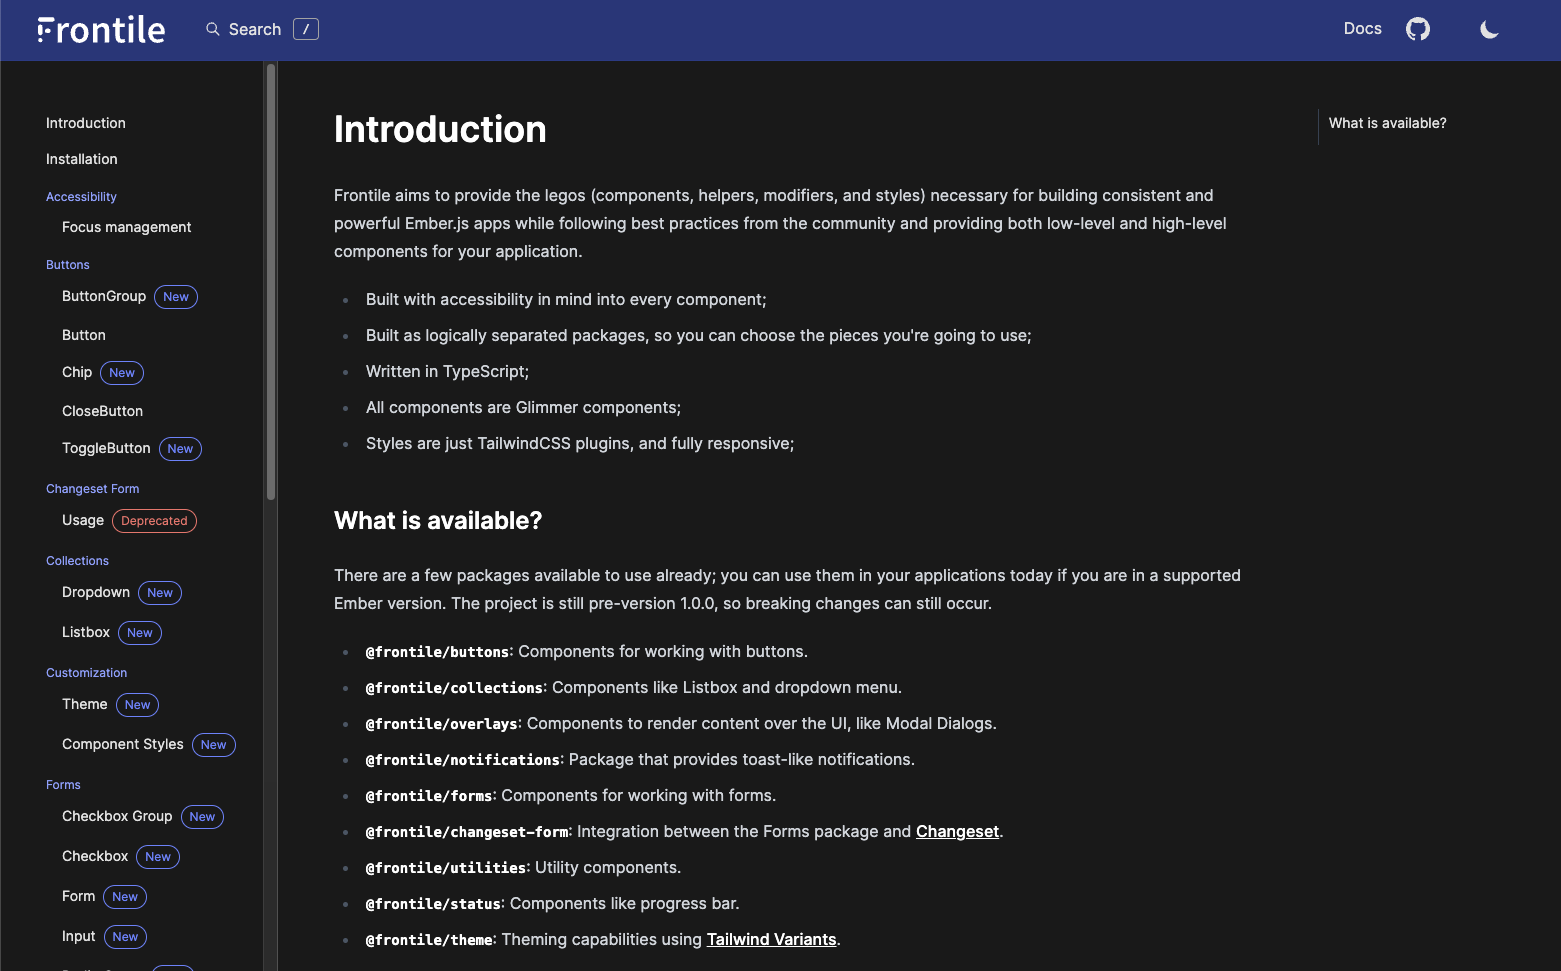 Frontile
Search /
Docs
Introduction
Installation
Accessibility
Focus management
Buttons
ButtonGroup New
Button
Chip New
CloseButton
ToggleButton New
Changeset Form
Usage Deprecated
Collections
Dropdown New
Listbox New
Customization
Theme New
Component Styles New
Forms
Checkbox Group New
Checkbox New
Form New
Input New
Introduction
Frontile aims to provide the legos (components, helpers, modifiers, and styles) necessary for building consistent and
powerful Ember.js apps while following best practices from the community and providing both low-level and high-level
components for your application.
Built with accessibility in mind into every component;
Built as logically separated packages, so you can choose the pieces you're going to use;
Written in TypeScript;
All components are Glimmer components;
Styles are just TailwindCSS plugins, and fully responsive;
What is available?
There are a few packages available to use already; you can use them in your applications today if you are in a supported
Ember version. The project is still pre-version 1.0.0, so breaking changes can still occur.
@frontile/buttons: Components for working with buttons.
@frontile/collections: Components like Listbox and dropdown menu.
@frontile/overlays: Components to render content over the UI, like Modal Dialogs.
@frontile/notifications: Package that provides toast-like notifications.
@frontile/forms: Components for working with forms.
@frontile/changeset-form: Integration between the Forms package and Changeset.
@frontile/utilities: Utility components.
@frontile/status: Components like progress bar.
@frontile/theme: Theming capabilities using Tailwind Variants.
What is available?